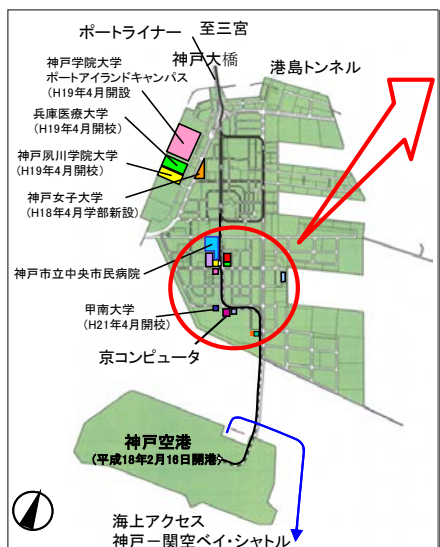 ポートライナー
至三宮
神戸大橋
港島トンネル
神戸学院大学
ポートアイランドキャンパス
(H19年4月開設
兵庫医療大学
(H19年4月開校)
神戸夙川学院大学
(H19年4月開校)
神戸女子大学
(H18年4月学部新設)
神戸市立中央市民病院
甲南大学
(H21年4月開校)
京コンピュータ
神戸空港
(平成18年2月16日開港)
海上アクセス
神戸－関空ベイ・シャトル